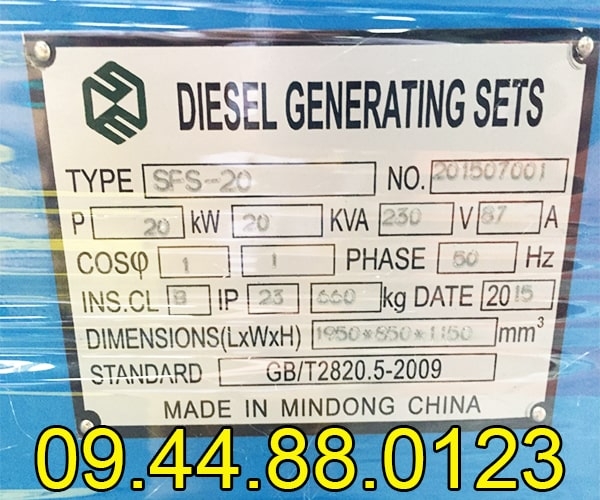 DIESEL GENERATING SETS
TYPE SFS-20 NO. 201507001
P 20 kW 20 KVA 230 V 87 A
COSφ 1 1 PHASE 50 Hz
INS.CL B IP 23 660 kg DATE 2015
DIMENSIONS(LxWxH) 1950*850*1150 mm³
STANDARD GB/T2820.5-2009
MADE IN MINDONG CHINA
09.44.88.0123